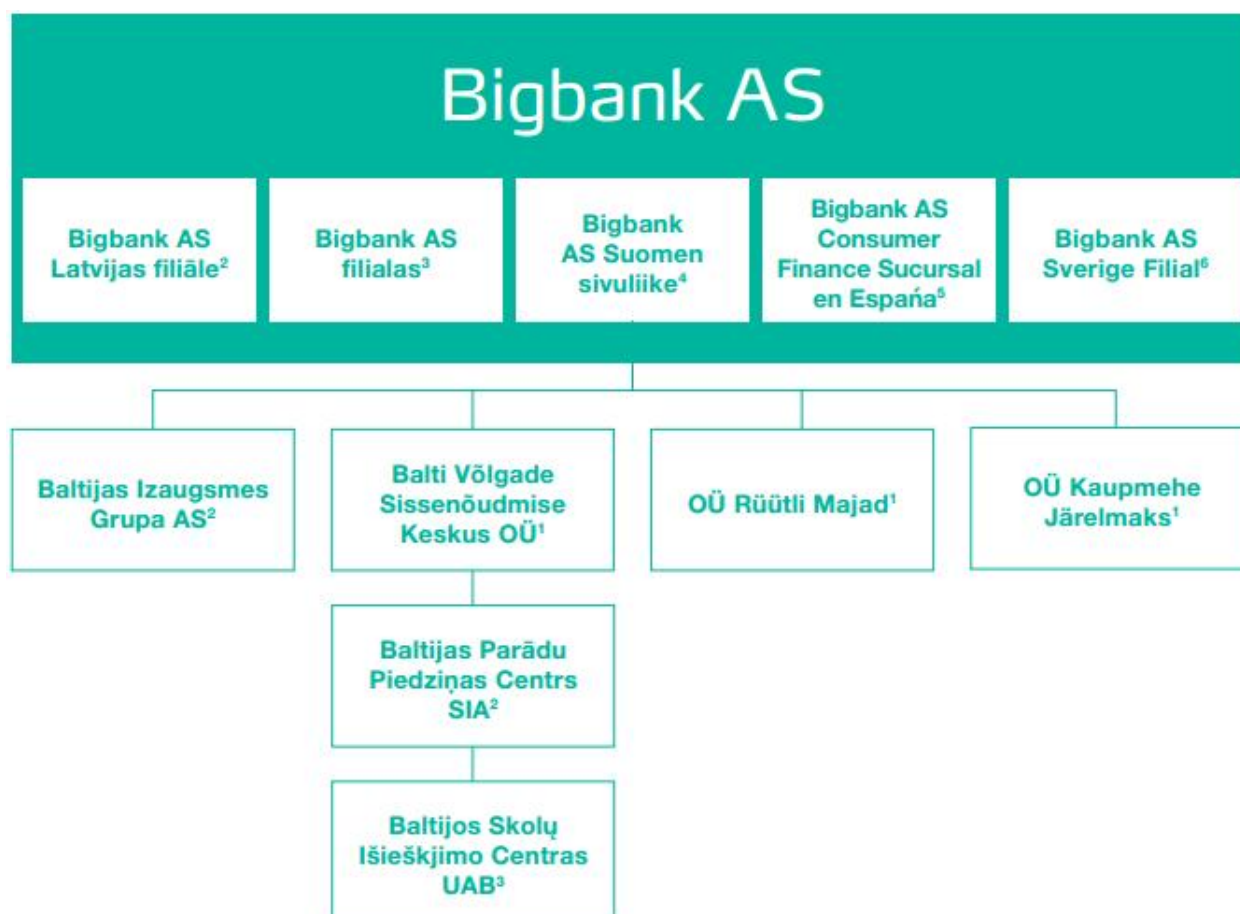 Bigbank AS
Bigbank AS
Latvijas filiāle²
Bigbank AS
filialas³
Bigbank
AS Suomen
sivuliike⁴
Bigbank AS
Consumer
Finance Sucursal
en Espańa⁵
Bigbank AS
Sverige Filial⁶
Baltijas Izaugsmes
Grupa AS²
Balti Võlgade
Sissenõudmise
Keskus OÜ¹
OÜ Rüütli Majad¹
OÜ Kaupmehe
Järelmaks¹
Baltijas Parādu
Piedziņas Centrs
SIA²
Baltijos Skolų
Išieškjimo Centras
UAB³